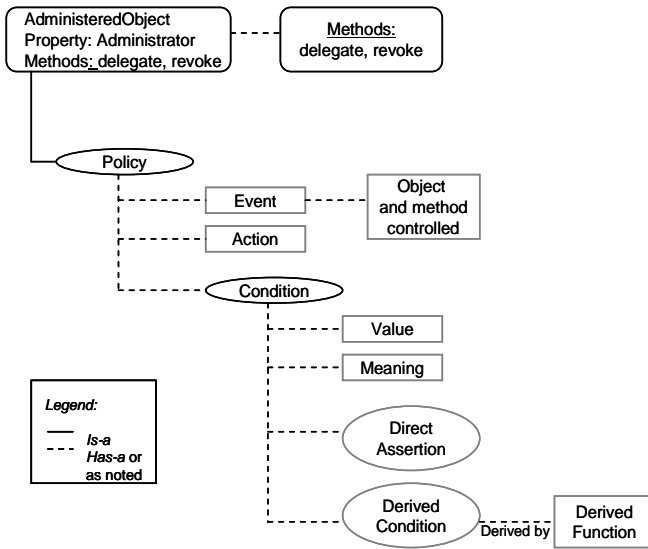 AdministeredObject
Property: Administrator
Methods: delegate, revoke
Methods:
delegate, revoke
Policy
Event
Object
and method
controlled
Action
Condition
Value
Meaning
Legend:
Is-a
Has-a or
as noted
Direct
Assertion
Derived
Condition
Derived by
Derived
Function